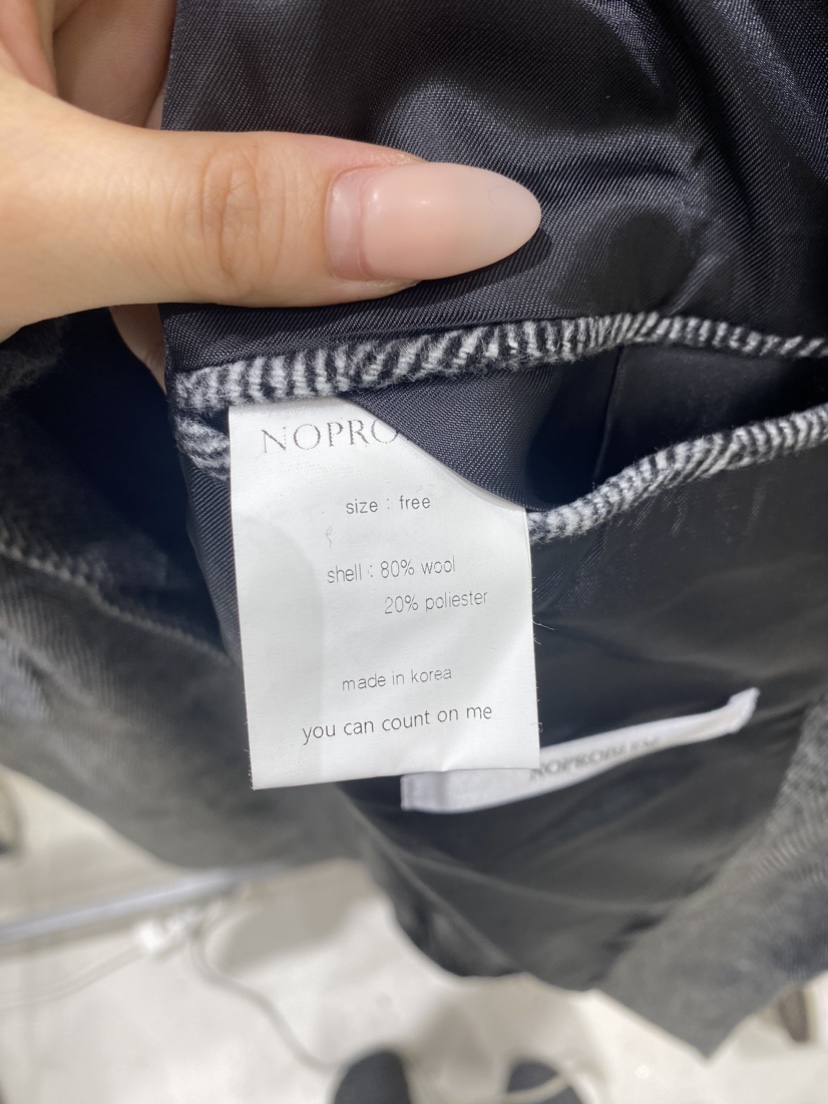 NOPRO
size : free
shell : 80% wool
20% poliester
made in korea
you can count on me
NOPROBLEM